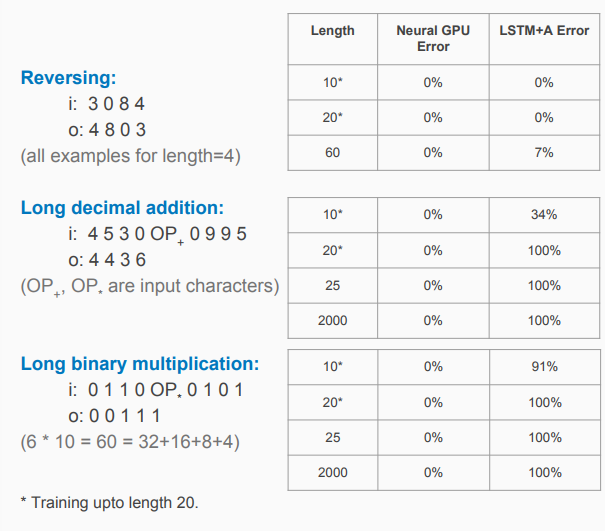 Length Neural GPU Error LSTM+A Error
Reversing:
i: 3 0 8 4
o: 4 8 0 3
(all examples for length=4)
10* 0% 0%
20* 0% 0%
60 0% 7%
Long decimal addition:
i: 4 5 3 0 OP+ 0 9 9 5
o: 4 4 3 6
(OP+, OP* are input characters)
10* 0% 34%
20* 0% 100%
25 0% 100%
2000 0% 100%
Long binary multiplication:
i: 0 1 1 0 OP* 0 1 0 1
o: 0 0 1 1 1
(6 * 10 = 60 = 32+16+8+4)
10* 0% 91%
20* 0% 100%
25 0% 100%
2000 0% 100%
* Training upto length 20.